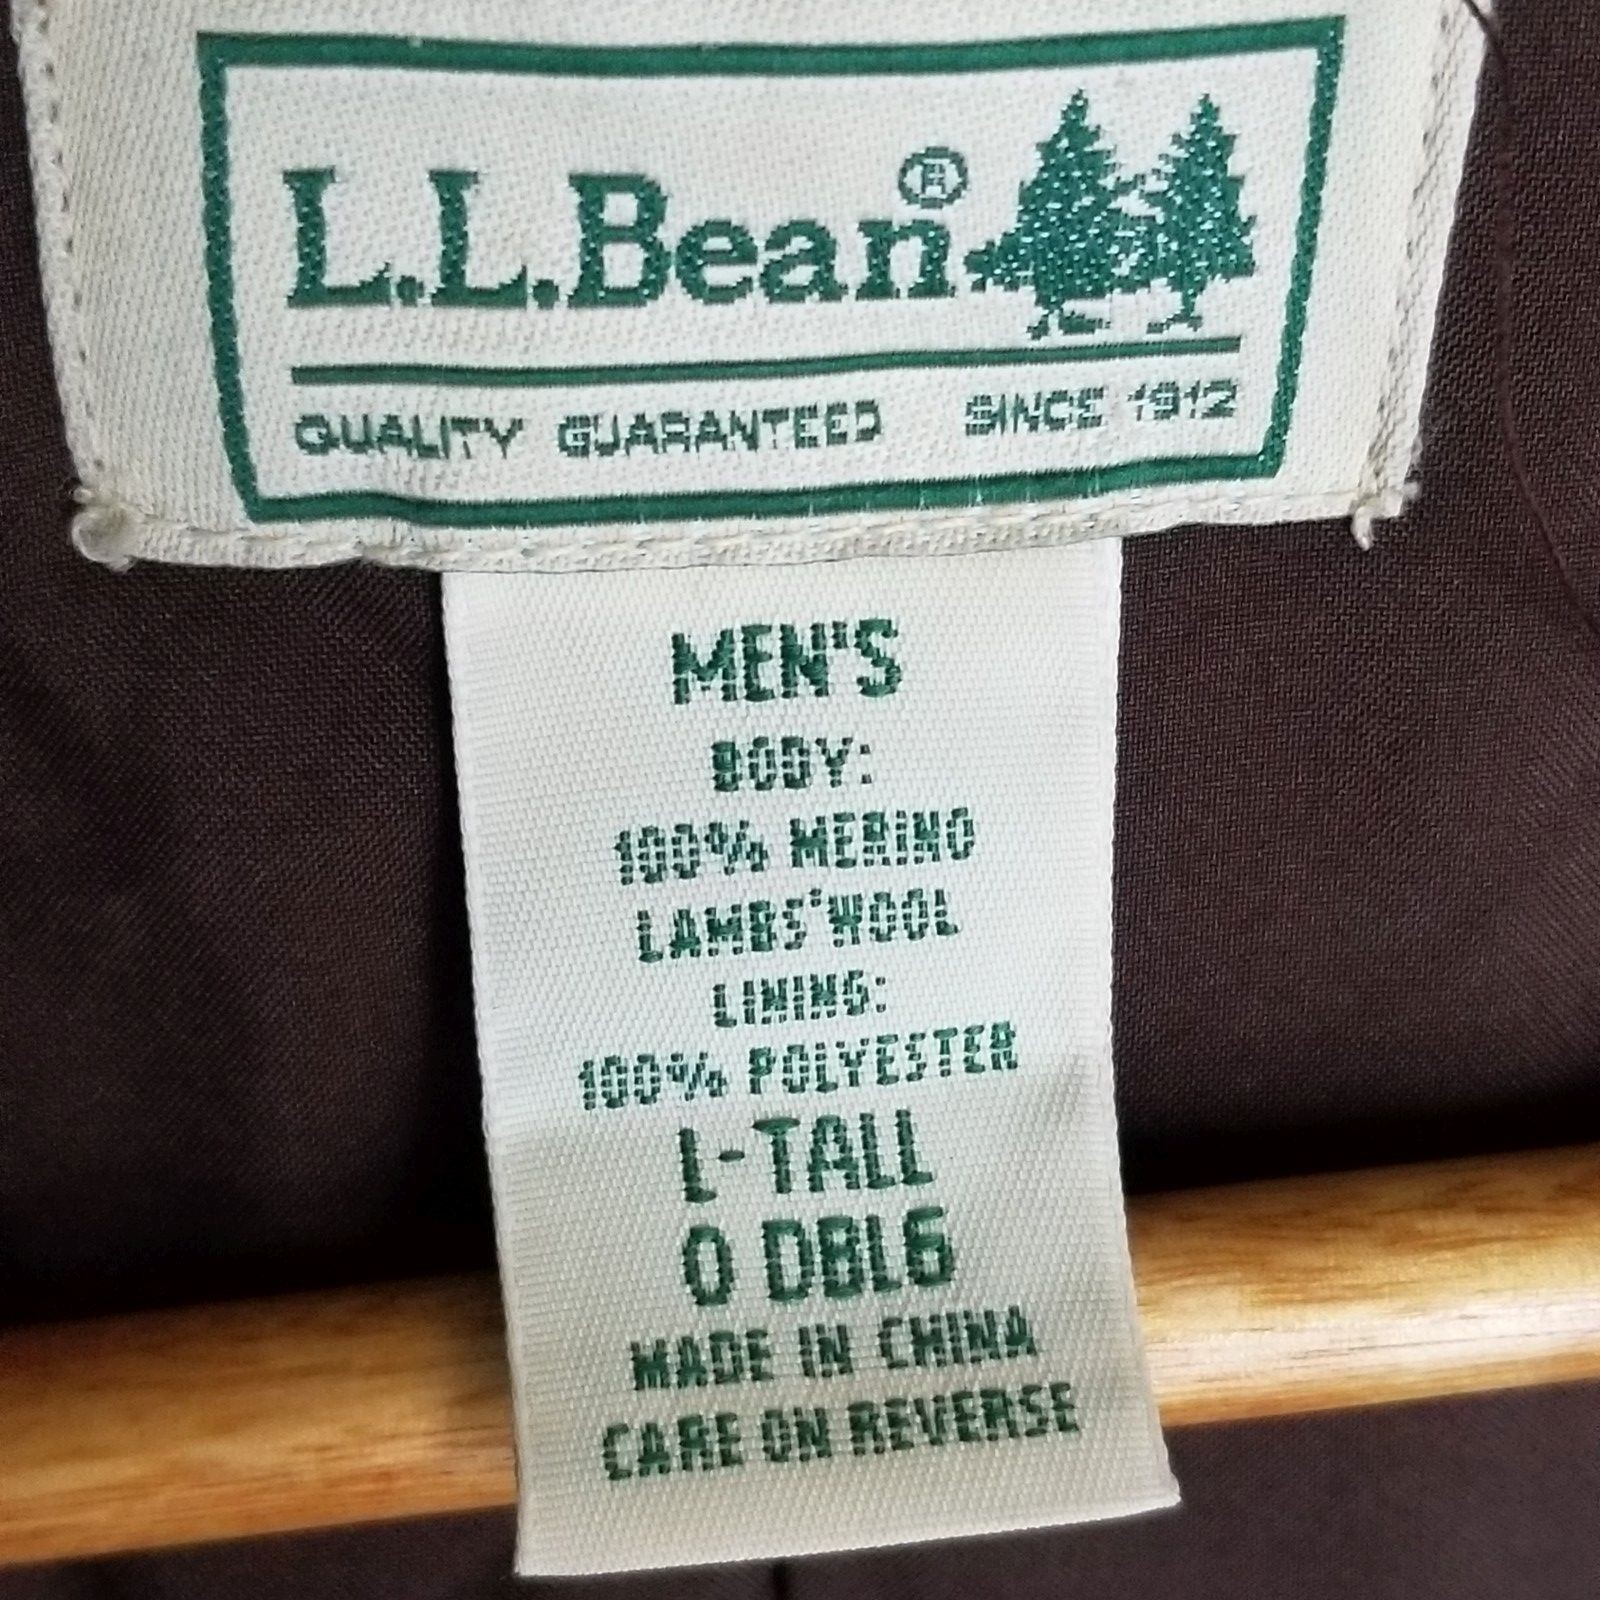 L.L.Bean®
QUALITY GUARANTEED SINCE 1912
MEN'S
BODY:
100% MERINO
LAMBS'WOOL
LINING:
100% POLYESTER
L-TALL
0 DBL6
MADE IN CHINA
CARE ON REVERSE